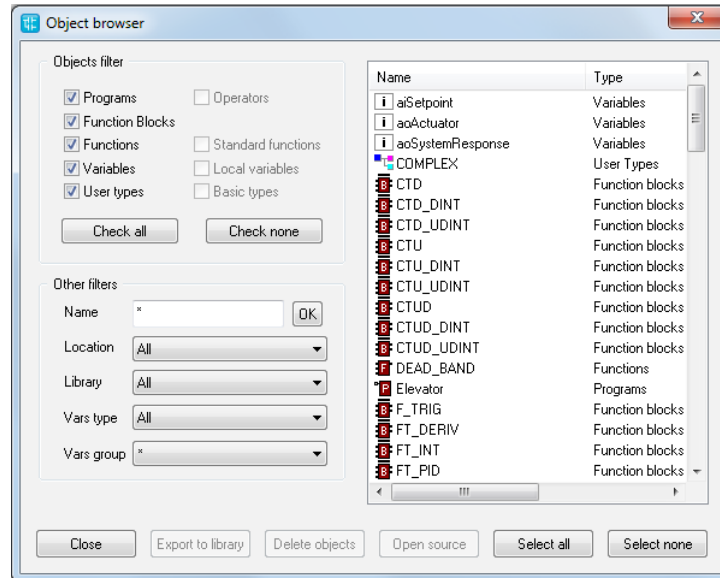 Object browser
Objects filter
Programs
Operators
Function Blocks
Functions
Standard functions
Variables
Local variables
User types
Basic types
Check all
Check none
Other filters
Name
*
OK
Location
All
Library
All
Vars type
All
Vars group
*
Name Type
i aiSetpoint Variables
i aoActuator Variables
i aoSystemResponse Variables
COMPLEX User Types
B CTD Function blocks
B CTD_DINT Function blocks
B CTD_UDINT Function blocks
B CTU Function blocks
B CTU_DINT Function blocks
B CTU_UDINT Function blocks
B CTUD Function blocks
B CTUD_DINT Function blocks
B CTUD_UDINT Function blocks
F DEAD_BAND Functions
P Elevator Programs
B F_TRIG Function blocks
B FT_DERIV Function blocks
B FT_INT Function blocks
B FT_PID Function blocks
Close
Export to library
Delete objects
Open source
Select all
Select none